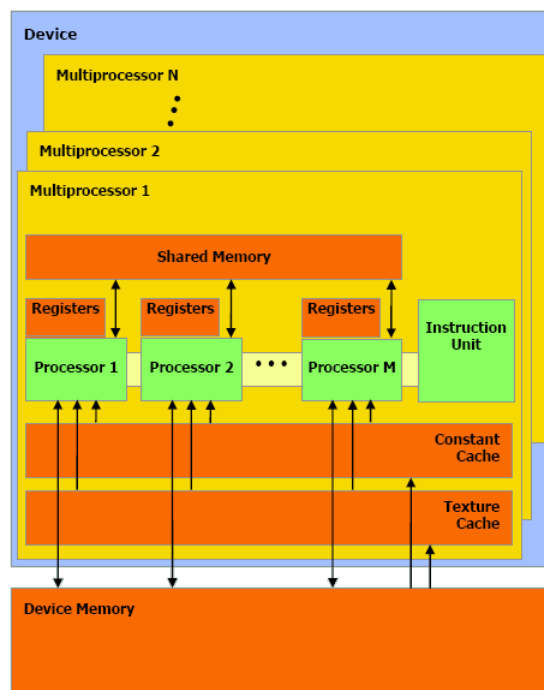 Device
Multiprocessor N
Multiprocessor 2
Multiprocessor 1
Shared Memory
Registers
Registers
Registers
Instruction
Unit
Processor 1
Processor 2
Processor M
Constant
Cache
Texture
Cache
Device Memory